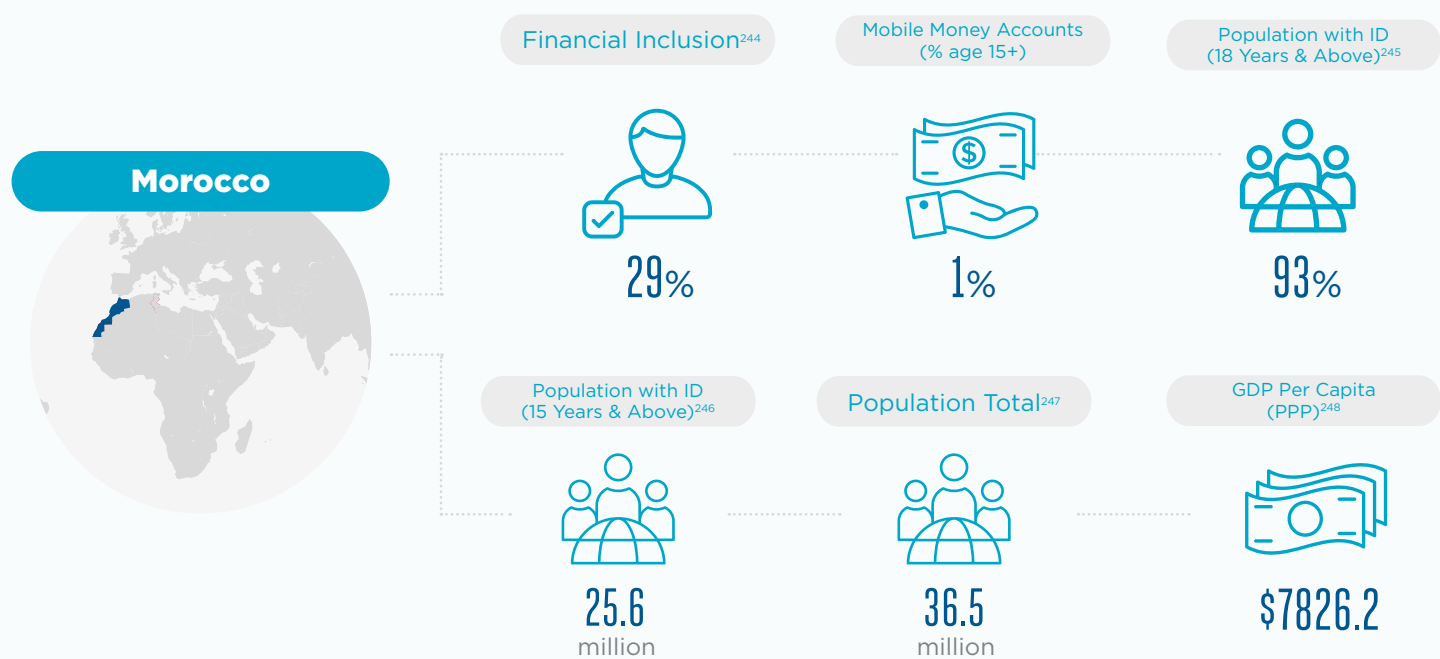 Morocco
Financial Inclusion244
Mobile Money Accounts
(% age 15+)
Population with ID
(18 Years & Above)245
$
29%
1%
93%
Population with ID
(15 Years & Above)246
Population Total247
GDP Per Capita
(PPP)248
25.6
million
36.5
million
$7826.2